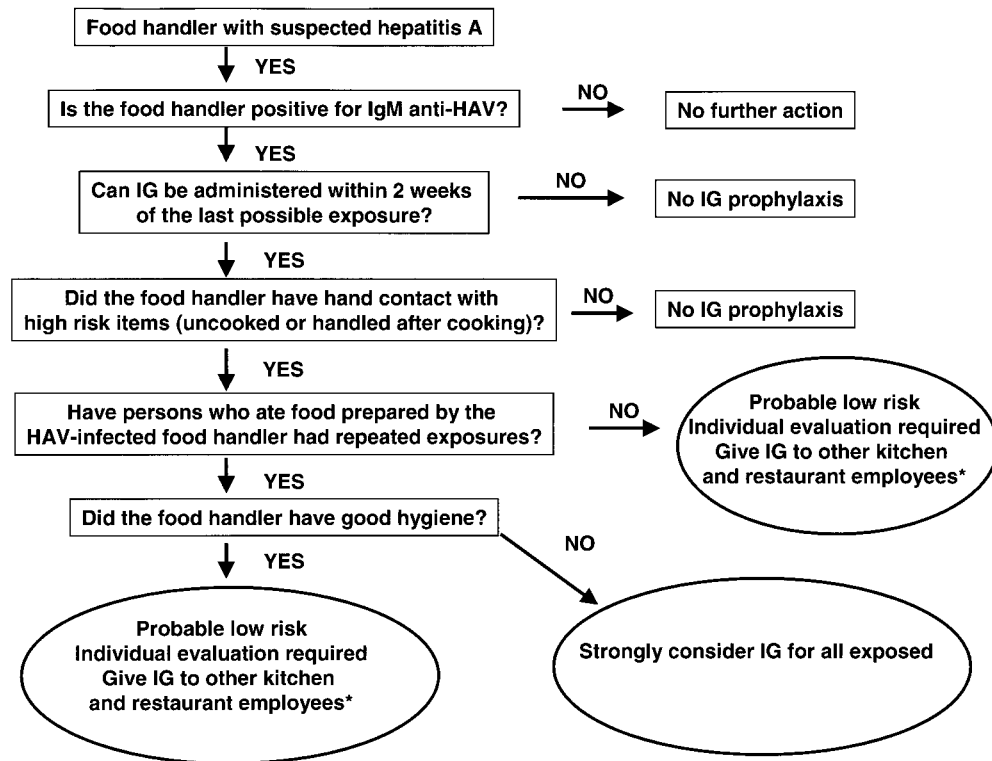 Food handler with suspected hepatitis A
YES
Is the food handler positive for IgM anti-HAV?
NO
No further action
YES
Can IG be administered within 2 weeks
of the last possible exposure?
NO
No IG prophylaxis
YES
Did the food handler have hand contact with
high risk items (uncooked or handled after cooking)?
NO
No IG prophylaxis
YES
Have persons who ate food prepared by the
HAV-infected food handler had repeated exposures?
NO
Probable low risk
Individual evaluation required
Give IG to other kitchen
and restaurant employees*
YES
Did the food handler have good hygiene?
YES
NO
Probable low risk
Individual evaluation required
Give IG to other kitchen
and restaurant employees*
Strongly consider IG for all exposed